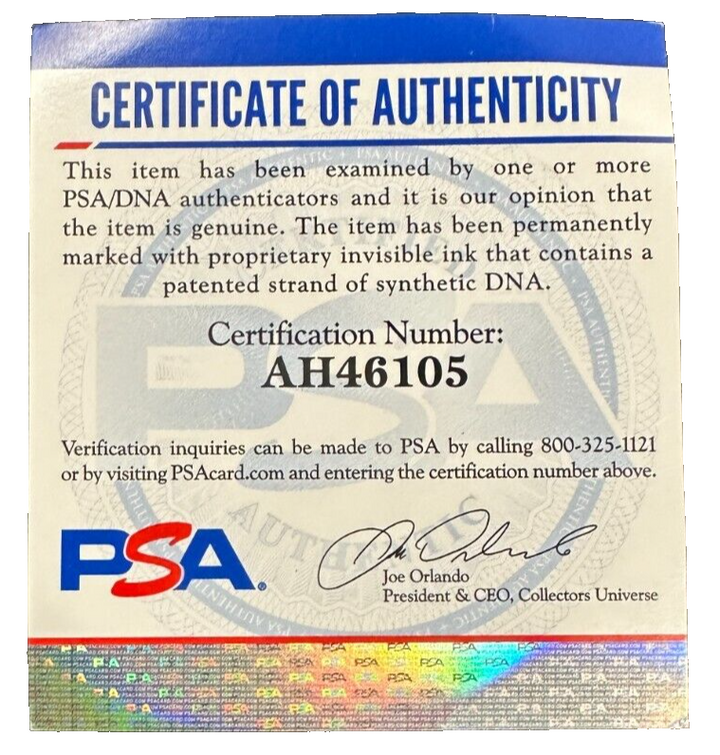 CERTIFICATE OF AUTHENTICITY
This item has been examined by one or more
PSA/DNA authenticators and it is our opinion that
the item is genuine. The item has been permanently
marked with proprietary invisible ink that contains a
patented strand of synthetic DNA.
Certification Number:
AH46105
Verification inquiries can be made to PSA by calling 800-325-1121
or by visiting PSAcard.com and entering the certification number above.
PSA®
Joe Orlando
President & CEO, Collectors Universe